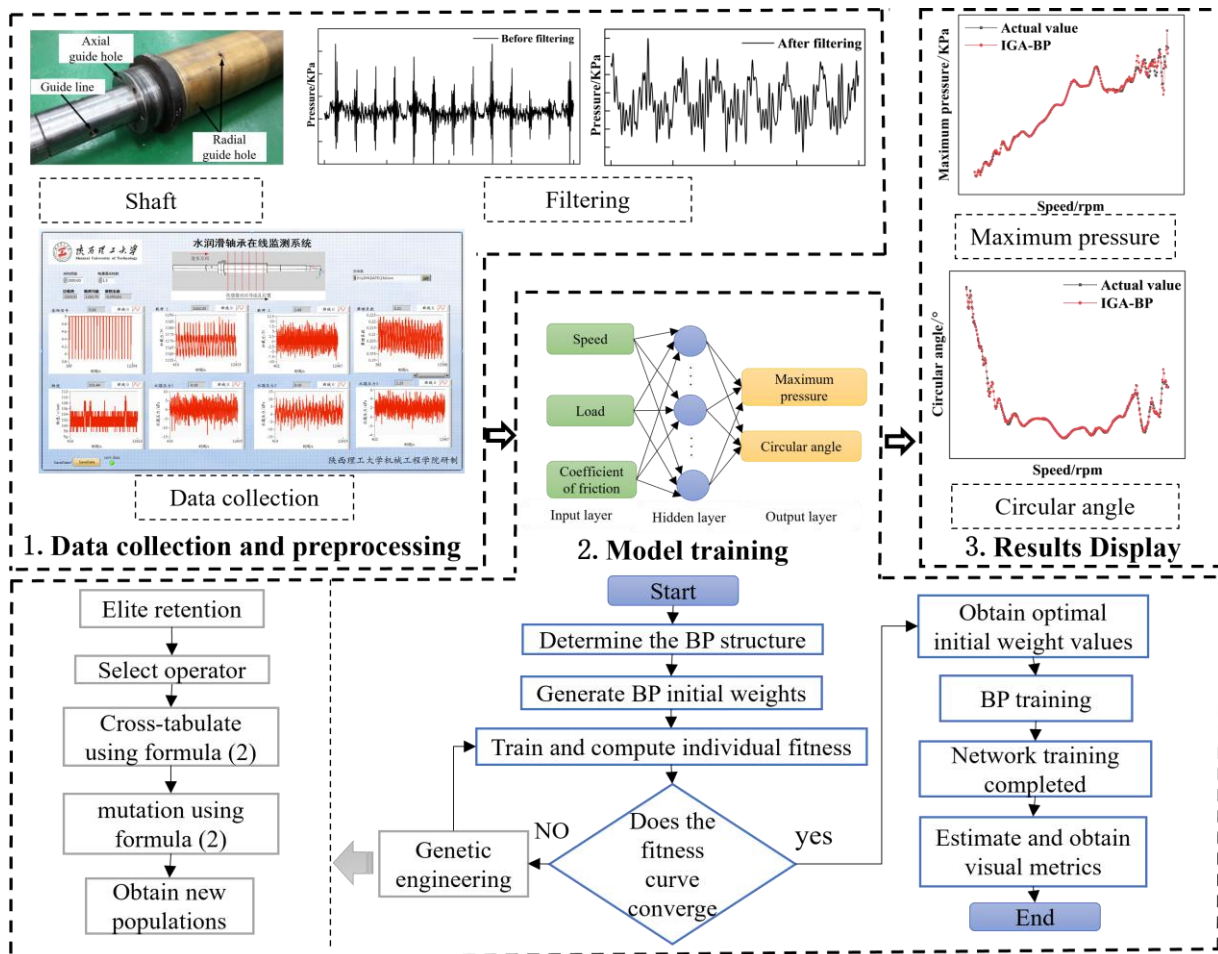 Axial
guide hole
Guide line
Radial
guide hole
Shaft
Pressure/KPa
Before filtering
Pressure/KPa
After filtering
Filtering
陕西理工大学
Shaanxi University of Technology
水润滑轴承在线监测系统
陕西理工大学机械工程学院研制
Data collection
1. Data collection and preprocessing
Speed
Load
Coefficient
of friction
Maximum
pressure
Circular angle
Input layer
Hidden layer
Output layer
2. Model training
Actual value
IGA-BP
Maximum pressure/KPa
Speed/rpm
Maximum pressure
Actual value
IGA-BP
Circular angle/°
Speed/rpm
Circular angle
3. Results Display
Elite retention
Select operator
Cross-tabulate
using formula (2)
mutation using
formula (2)
Obtain new
populations
Start
Determine the BP structure
Generate BP initial weights
Train and compute individual fitness
Does the
fitness
curve
converge
NO
yes
Genetic
engineering
Obtain optimal
initial weight values
BP training
Network training
completed
Estimate and obtain
visual metrics
End